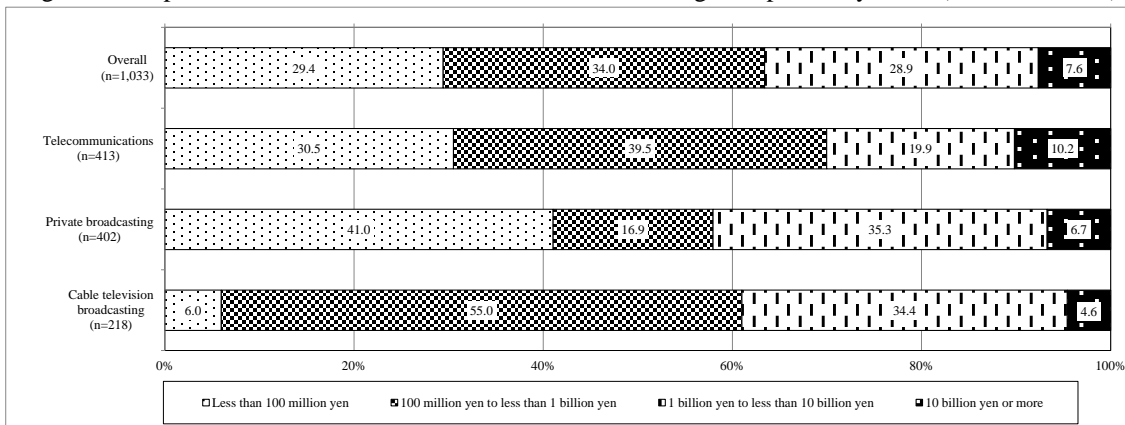 Overall
(n=1,033)
29.4 34.0 28.9 7.6
Telecommunications
(n=413)
30.5 39.5 19.9 10.2
Private broadcasting
(n=402)
41.0 16.9 35.3 6.7
Cable television
broadcasting
(n=218)
6.0 55.0 34.4 4.6
0% 20% 40% 60% 80% 100%
Less than 100 million yen 100 million yen to less than 1 billion yen 1 billion yen to less than 10 billion yen 10 billion yen or more